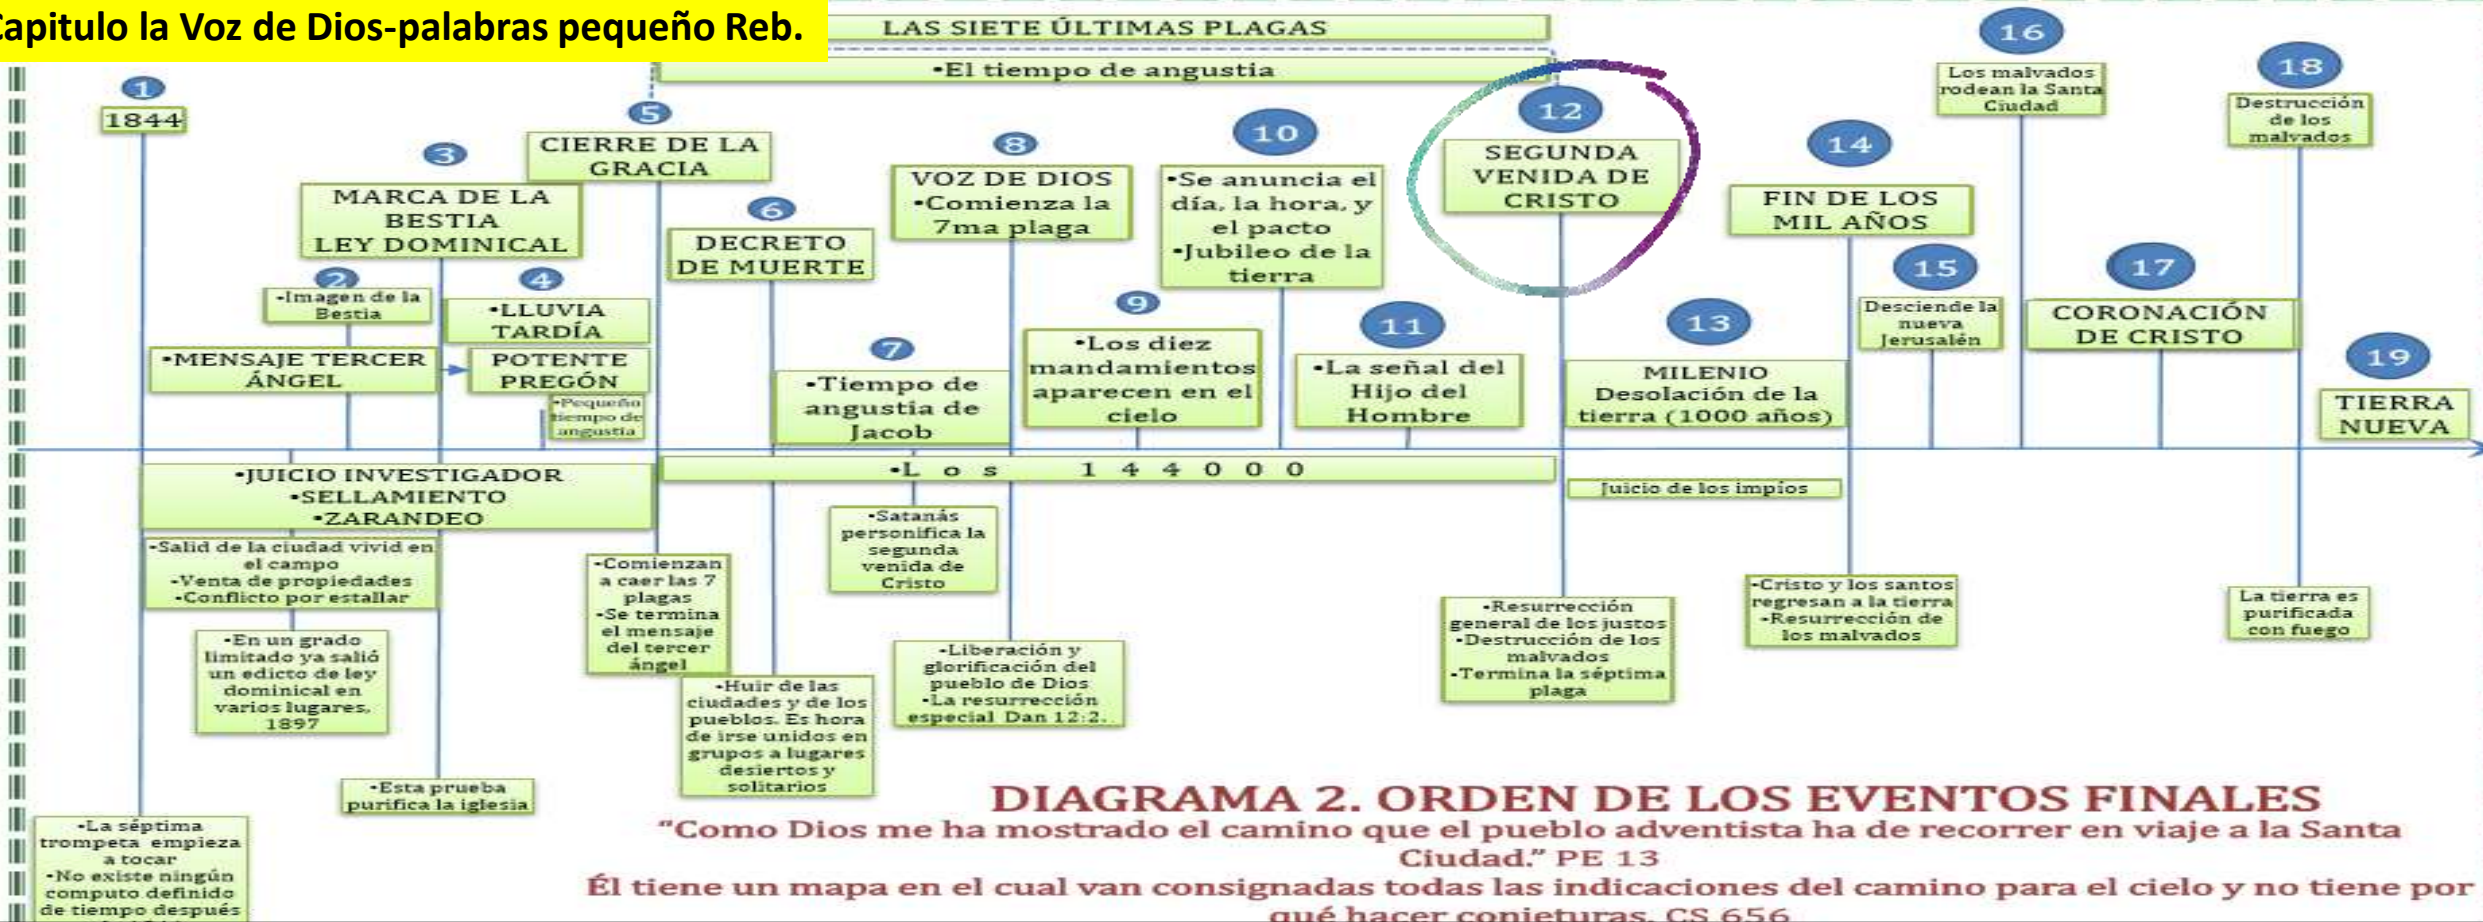 Capitulo la Voz de Dios-palabras pequeño Reb.
LAS SIETE ÚLTIMAS PLAGAS
•El tiempo de angustia
1
1844
2
•Imagen de la
Bestia
•MENSAJE TERCER
ÁNGEL
3
MARCA DE LA
BESTIA
LEY DOMINICAL
4
•LLUVIA
TARDÍA
POTENTE
PREGÓN
•Pequeño
tiempo de
angustia
5
CIERRE DE LA
GRACIA
6
DECRETO
DE MUERTE
7
•Tiempo de
angustia de
Jacob
8
VOZ DE DIOS
•Comienza la
7ma plaga
9
•Los diez
mandamientos
aparecen en el
cielo
10
•Se anuncia el
día, la hora, y
el pacto
•Jubileo de la
tierra
11
•La señal del
Hijo del
Hombre
12
SEGUNDA
VENIDA DE
CRISTO
13
MILENIO
Desolación de la
tierra (1000 años)
14
FIN DE LOS
MIL AÑOS
15
Desciende la
nueva
Jerusalén
16
Los malvados
rodean la Santa
Ciudad
17
CORONACIÓN
DE CRISTO
18
Destrucción
de los
malvados
19
TIERRA
NUEVA
•JUICIO INVESTIGADOR
•SELLAMIENTO
•ZARANDEO
•Los 144000
Juicio de los impíos
•Salid de la ciudad vivid en
el campo
•Venta de propiedades
•Conflicto por estallar
•En un grado
limitado ya salió
un edicto de ley
dominical en
varios lugares,
1897
•Esta prueba
purifica la iglesia
•La séptima
trompeta empieza
a tocar
•No existe ningún
computo definido
de tiempo después
•Comienzan
a caer las 7
plagas
•Se termina
el mensaje
del tercer
ángel
•Huir de las
ciudades y de los
pueblos. Es hora
de irse unidos en
grupos a lugares
desiertos y
solitarios
•Satanás
personifica la
segunda
venida de
Cristo
•Liberación y
glorificación del
pueblo de Dios
•La resurrección
especial Dan 12:2.
•Resurrección
general de los justos
•Destrucción de los
malvados
•Termina la séptima
plaga
•Cristo y los santos
regresan a la tierra
•Resurrección de
los malvados
La tierra es
purificada
con fuego
DIAGRAMA 2. ORDEN DE LOS EVENTOS FINALES
“Como Dios me ha mostrado el camino que el pueblo adventista ha de recorrer en viaje a la Santa
Ciudad.” PE 13
Él tiene un mapa en el cual van consignadas todas las indicaciones del camino para el cielo y no tiene por
qué hacer conjeturas. CS 656